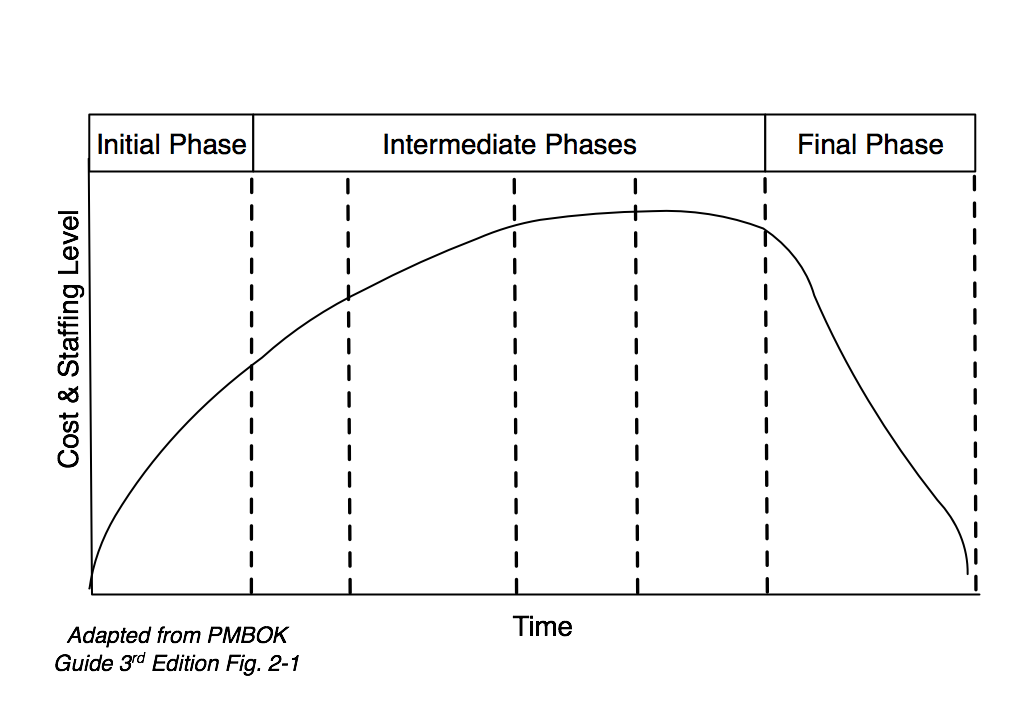 Initial Phase
Intermediate Phases
Final Phase
Cost & Staffing Level
Time
Adapted from PMBOK
Guide 3rd Edition Fig. 2-1